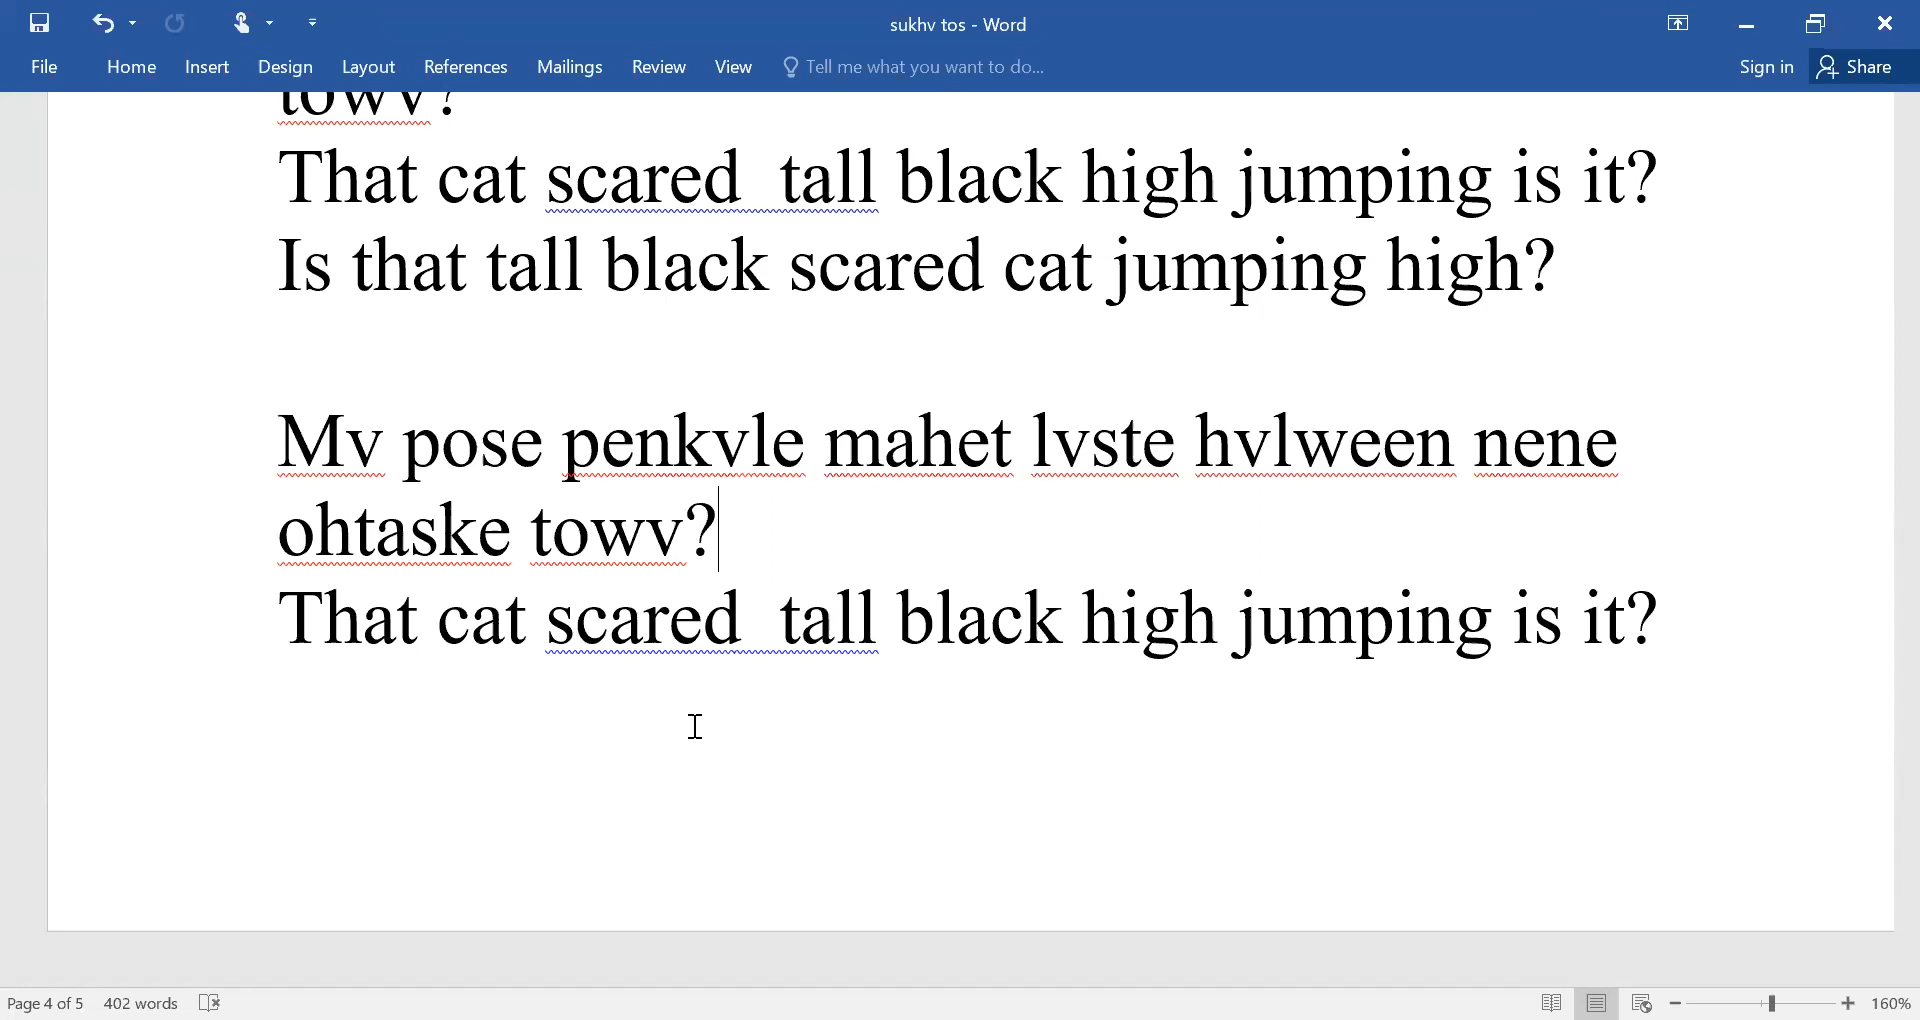 sukhv tos - Word
File Home Insert Design Layout References Mailings Review View Tell me what you want to do... Sign in Share
towv?
That cat scared  tall black high jumping is it?
Is that tall black scared cat jumping high?
Mv pose penkvle mahet lvste hvlween nene
ohtaske towv?
That cat scared  tall black high jumping is it?
Page 4 of 5 402 words 160%